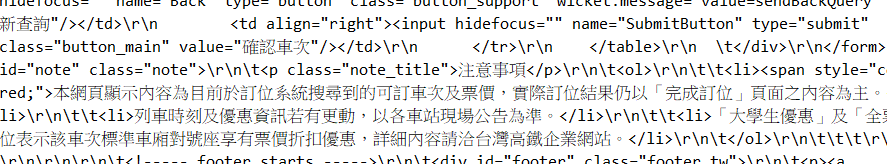 hidefocus="" name="Back" type="button" class="button_support" wicket:message="value=sendBackQuery
新查詢"/></td>\r\n        <td align="right"><input hidefocus="" name="SubmitButton" type="submit"
class="button_main" value="確認車次"/></td>\r\n      </tr>\r\n    </table>\r\n  \t</div>\r\n</form>
id="note" class="note">\r\n\t<p class="note_title">注意事項</p>\r\n\t<ol>\r\n\t\t<li><span style="c
red;">本網頁顯示內容為目前於訂位系統搜尋到的可訂車次及票價，實際訂位結果仍以「完成訂位」頁面之內容為主。
li>\r\n\t\t<li>列車時刻及優惠資訊若有更動，以各車站現場公告為準。</li>\r\n\t\t<li>「大學生優惠」及「全
位表示該車次標準車廂對號座享有票價折扣優惠，詳細內容請洽台灣高鐵企業網站。</li>\r\n\t</ol>\r\n\t\t\t\t
\r\n\r\n\r\n\r\n\t<!----- footer starts ----->\r\n\t<div id="footer" class="footer_tw">\r\n\t\t<p><a